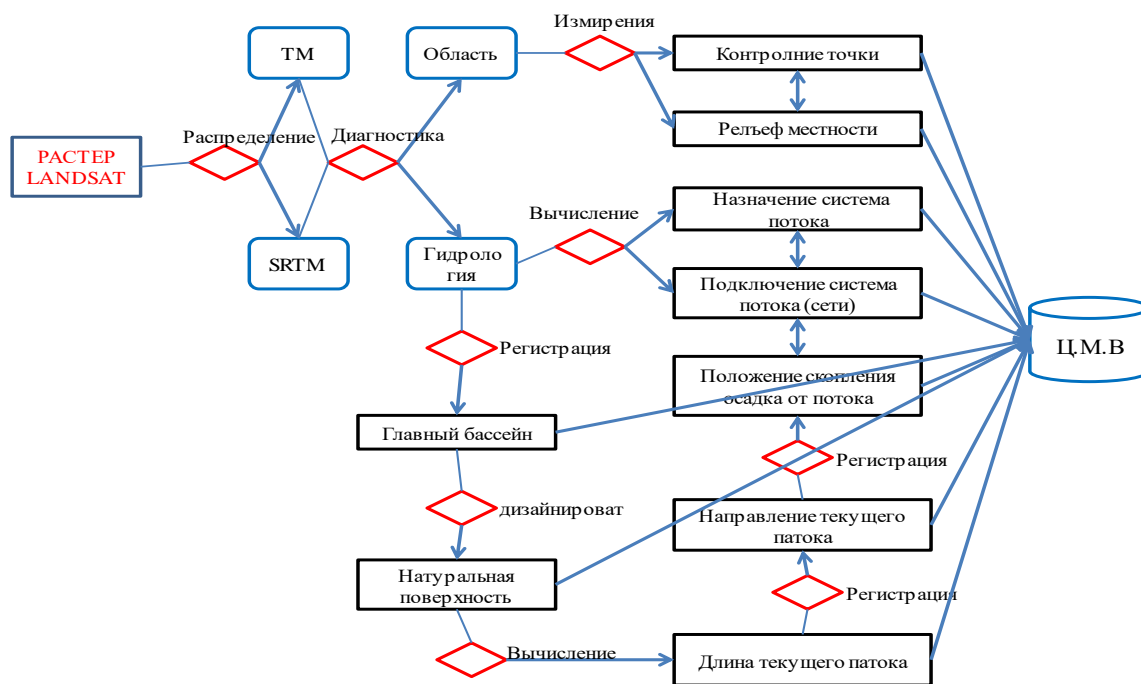 Измирения
ТМ
Область
Контролние точки
Распределение
Диагностика
Релъеф местности
РАСТЕР
LANDSAT
Назначение система
потока
Вычисление
SRTM
Гидроло
гия
Подключение система
потока (сети)
Регистрация
Ц.М.В
Положение скопления
осадка от потока
Главный бассейн
Регистрация
дизайнироват
Направление текущего
патока
Натуральная
поверхность
Регистрация
Вычисление
Длина текущего патока